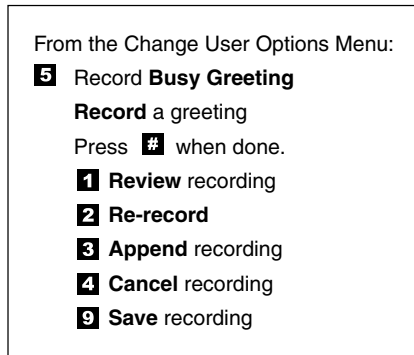 From the Change User Options Menu:
5 Record Busy Greeting
Record a greeting
Press # when done.
1 Review recording
2 Re-record
3 Append recording
4 Cancel recording
9 Save recording